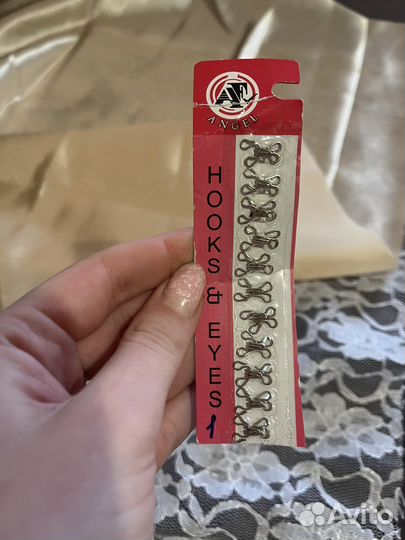 AF
ANGEL
HOOKS & EYES
1
Avito